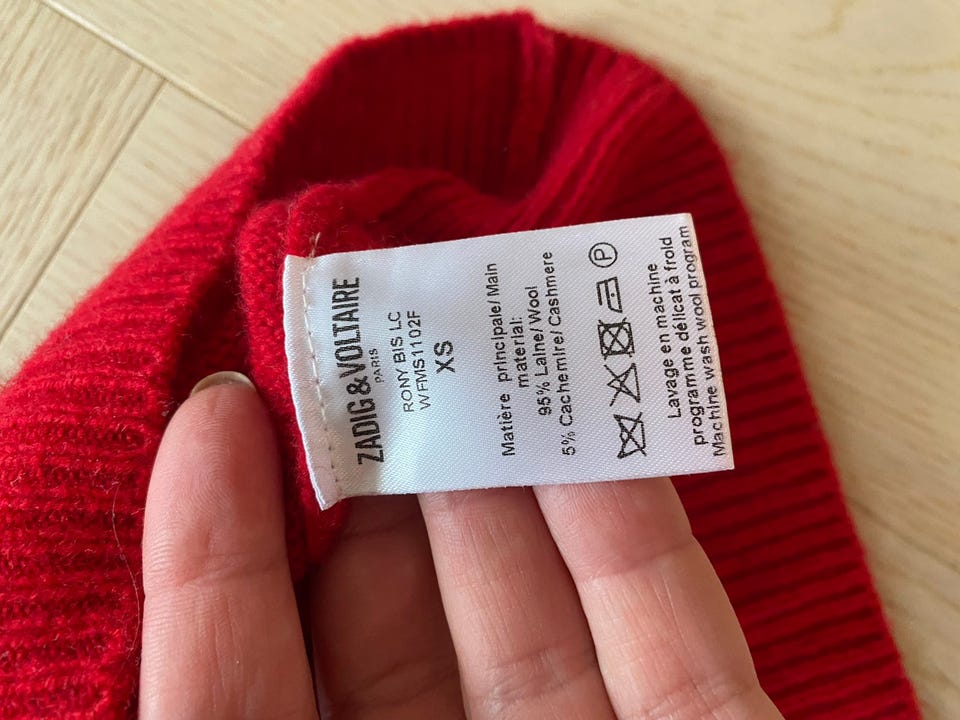 ZADIG&VOLTAIRE
PARIS
RONY BIS LC
WFMS1102F
XS
Matière principale/ Main
material:
95% Laine/ Wool
5% Cachemire/ Cashmere
P
Lavage en machine
programme délicat à froid
Machine wash wool program